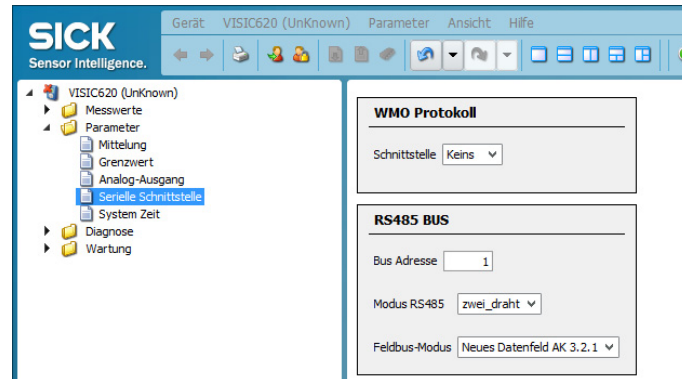 SICK
Sensor Intelligence.
Gerät VISIC620 (UnKnown) Parameter Ansicht Hilfe
VISIC620 (UnKnown)
Messwerte
Parameter
Mittelung
Grenzwert
Analog-Ausgang
Serielle Schnittstelle
System Zeit
Diagnose
Wartung
WMO Protokoll
Schnittstelle Keins
RS485 BUS
Bus Adresse 1
Modus RS485 zwei_draht
Feldbus-Modus Neues Datenfeld AK 3.2.1